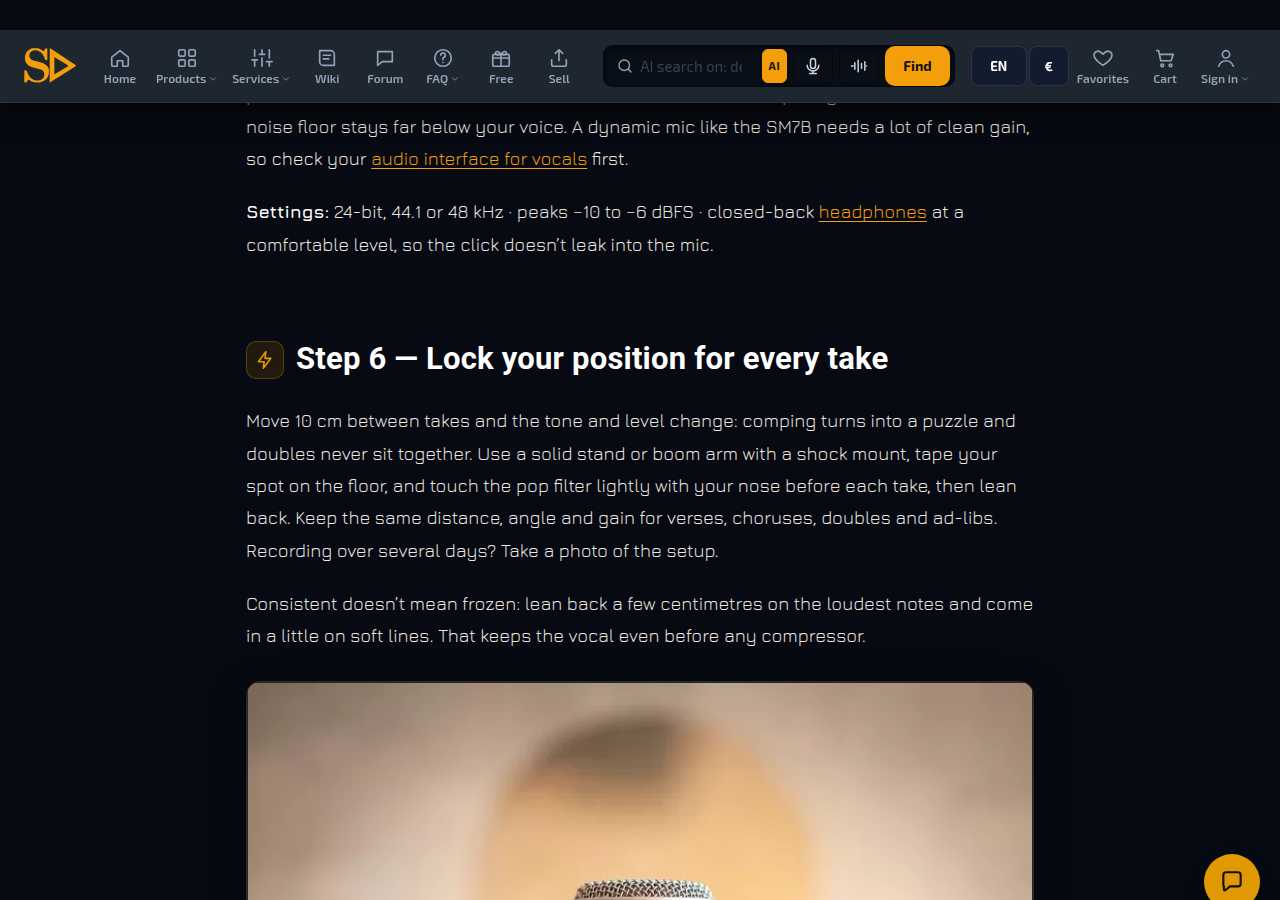 SD
Home
Products
Services
Wiki
Forum
FAQ
Free
Sell
AI search on: de
AI
Find
EN
€
Favorites
Cart
Sign in
noise floor stays far below your voice. A dynamic mic like the SM7B needs a lot of clean gain,
so check your audio interface for vocals first.
Settings: 24-bit, 44.1 or 48 kHz · peaks −10 to −6 dBFS · closed-back headphones at a
comfortable level, so the click doesn’t leak into the mic.
Step 6 — Lock your position for every take
Move 10 cm between takes and the tone and level change: comping turns into a puzzle and
doubles never sit together. Use a solid stand or boom arm with a shock mount, tape your
spot on the floor, and touch the pop filter lightly with your nose before each take, then lean
back. Keep the same distance, angle and gain for verses, choruses, doubles and ad-libs.
Recording over several days? Take a photo of the setup.
Consistent doesn’t mean frozen: lean back a few centimetres on the loudest notes and come
in a little on soft lines. That keeps the vocal even before any compressor.